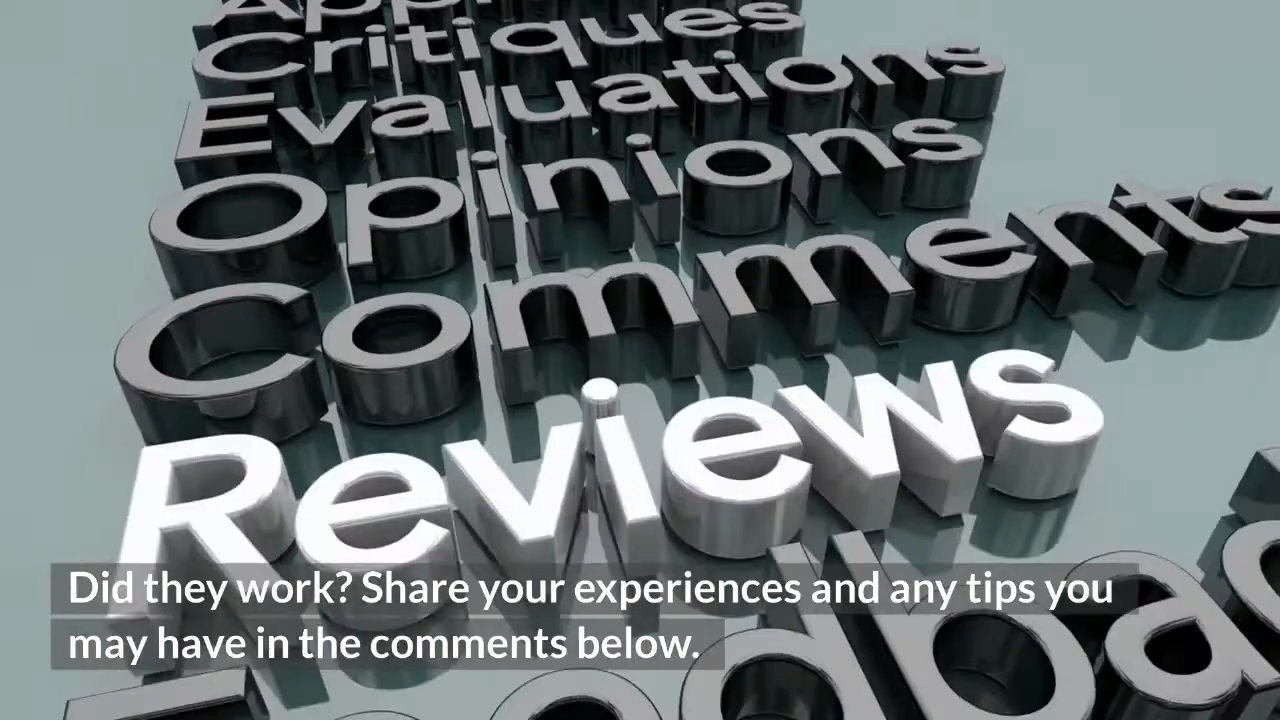 Critiques
Evaluations
Opinions
Comments
Reviews
Did they work? Share your experiences and any tips you
may have in the comments below.